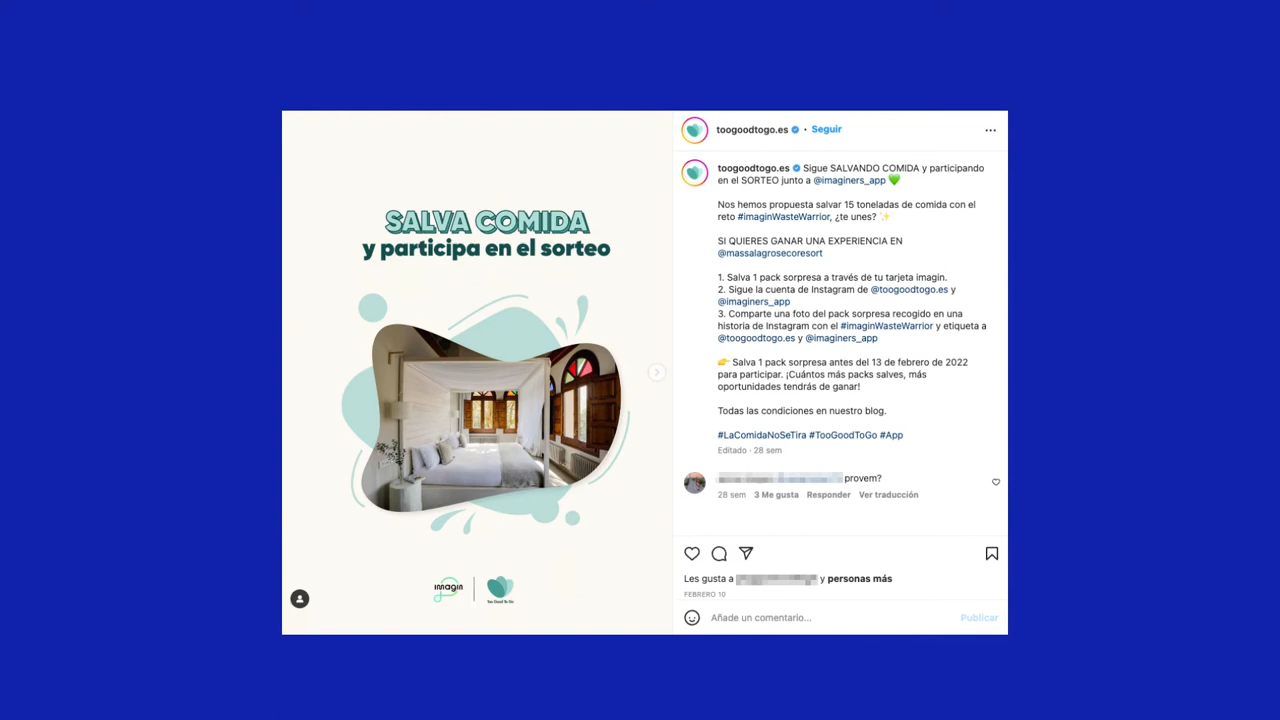 SALVA COMIDA
y participa en el sorteo
imagin
Too Good To Go
toogoodtogo.es • Seguir
toogoodtogo.es Sigue SALVANDO COMIDA y participando
en el SORTEO junto a @imaginers_app 💚
Nos hemos propuesta salvar 15 toneladas de comida con el
reto #imaginWasteWarrior, ¿te unes? ✨
SI QUIERES GANAR UNA EXPERIENCIA EN
@massalagrosecoresort
1. Salva 1 pack sorpresa a través de tu tarjeta imagin.
2. Sigue la cuenta de Instagram de @toogoodtogo.es y
@imaginers_app
3. Comparte una foto del pack sorpresa recogido en una
historia de Instagram con el #imaginWasteWarrior y etiqueta a
@toogoodtogo.es y @imaginers_app
👉 Salva 1 pack sorpresa antes del 13 de febrero de 2022
para participar. ¡Cuántos más packs salves, más
oportunidades tendrás de ganar!
Todas las condiciones en nuestro blog.
#LaComidaNoSeTira #TooGoodToGo #App
Editado · 28 sem
provem?
28 sem 3 Me gusta Responder Ver traducción
Les gusta a y personas más
FEBRERO 10
Añade un comentario... Publicar